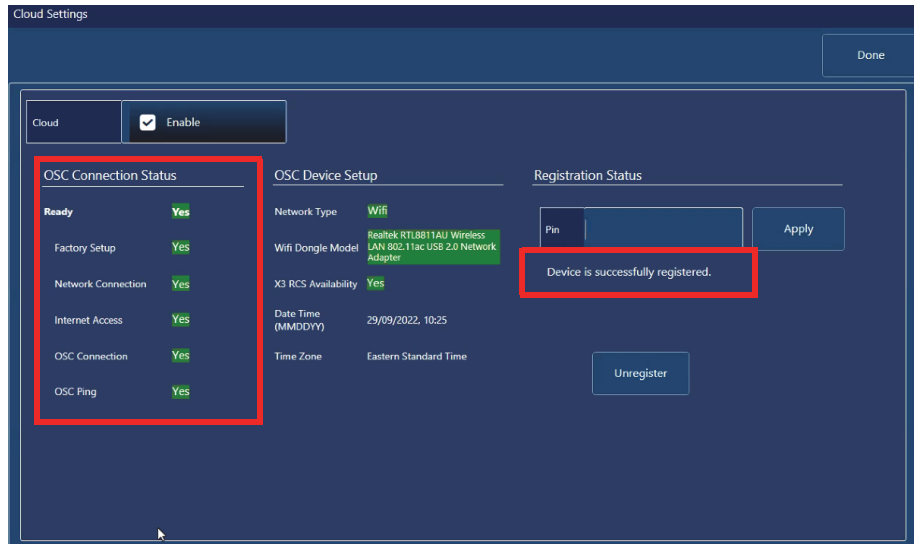 Cloud Settings
Done
Cloud
Enable
OSC Connection Status
Ready Yes
Factory Setup Yes
Network Connection Yes
Internet Access Yes
OSC Connection Yes
OSC Ping Yes
OSC Device Setup
Network Type Wifi
Wifi Dongle Model
Realtek RTL8811AU Wireless
LAN 802.11ac USB 2.0 Network
Adapter
X3 RCS Availability Yes
Date Time
(MMDDYY)
29/09/2022, 10:25
Time Zone Eastern Standard Time
Registration Status
Pin
Apply
Device is successfully registered.
Unregister